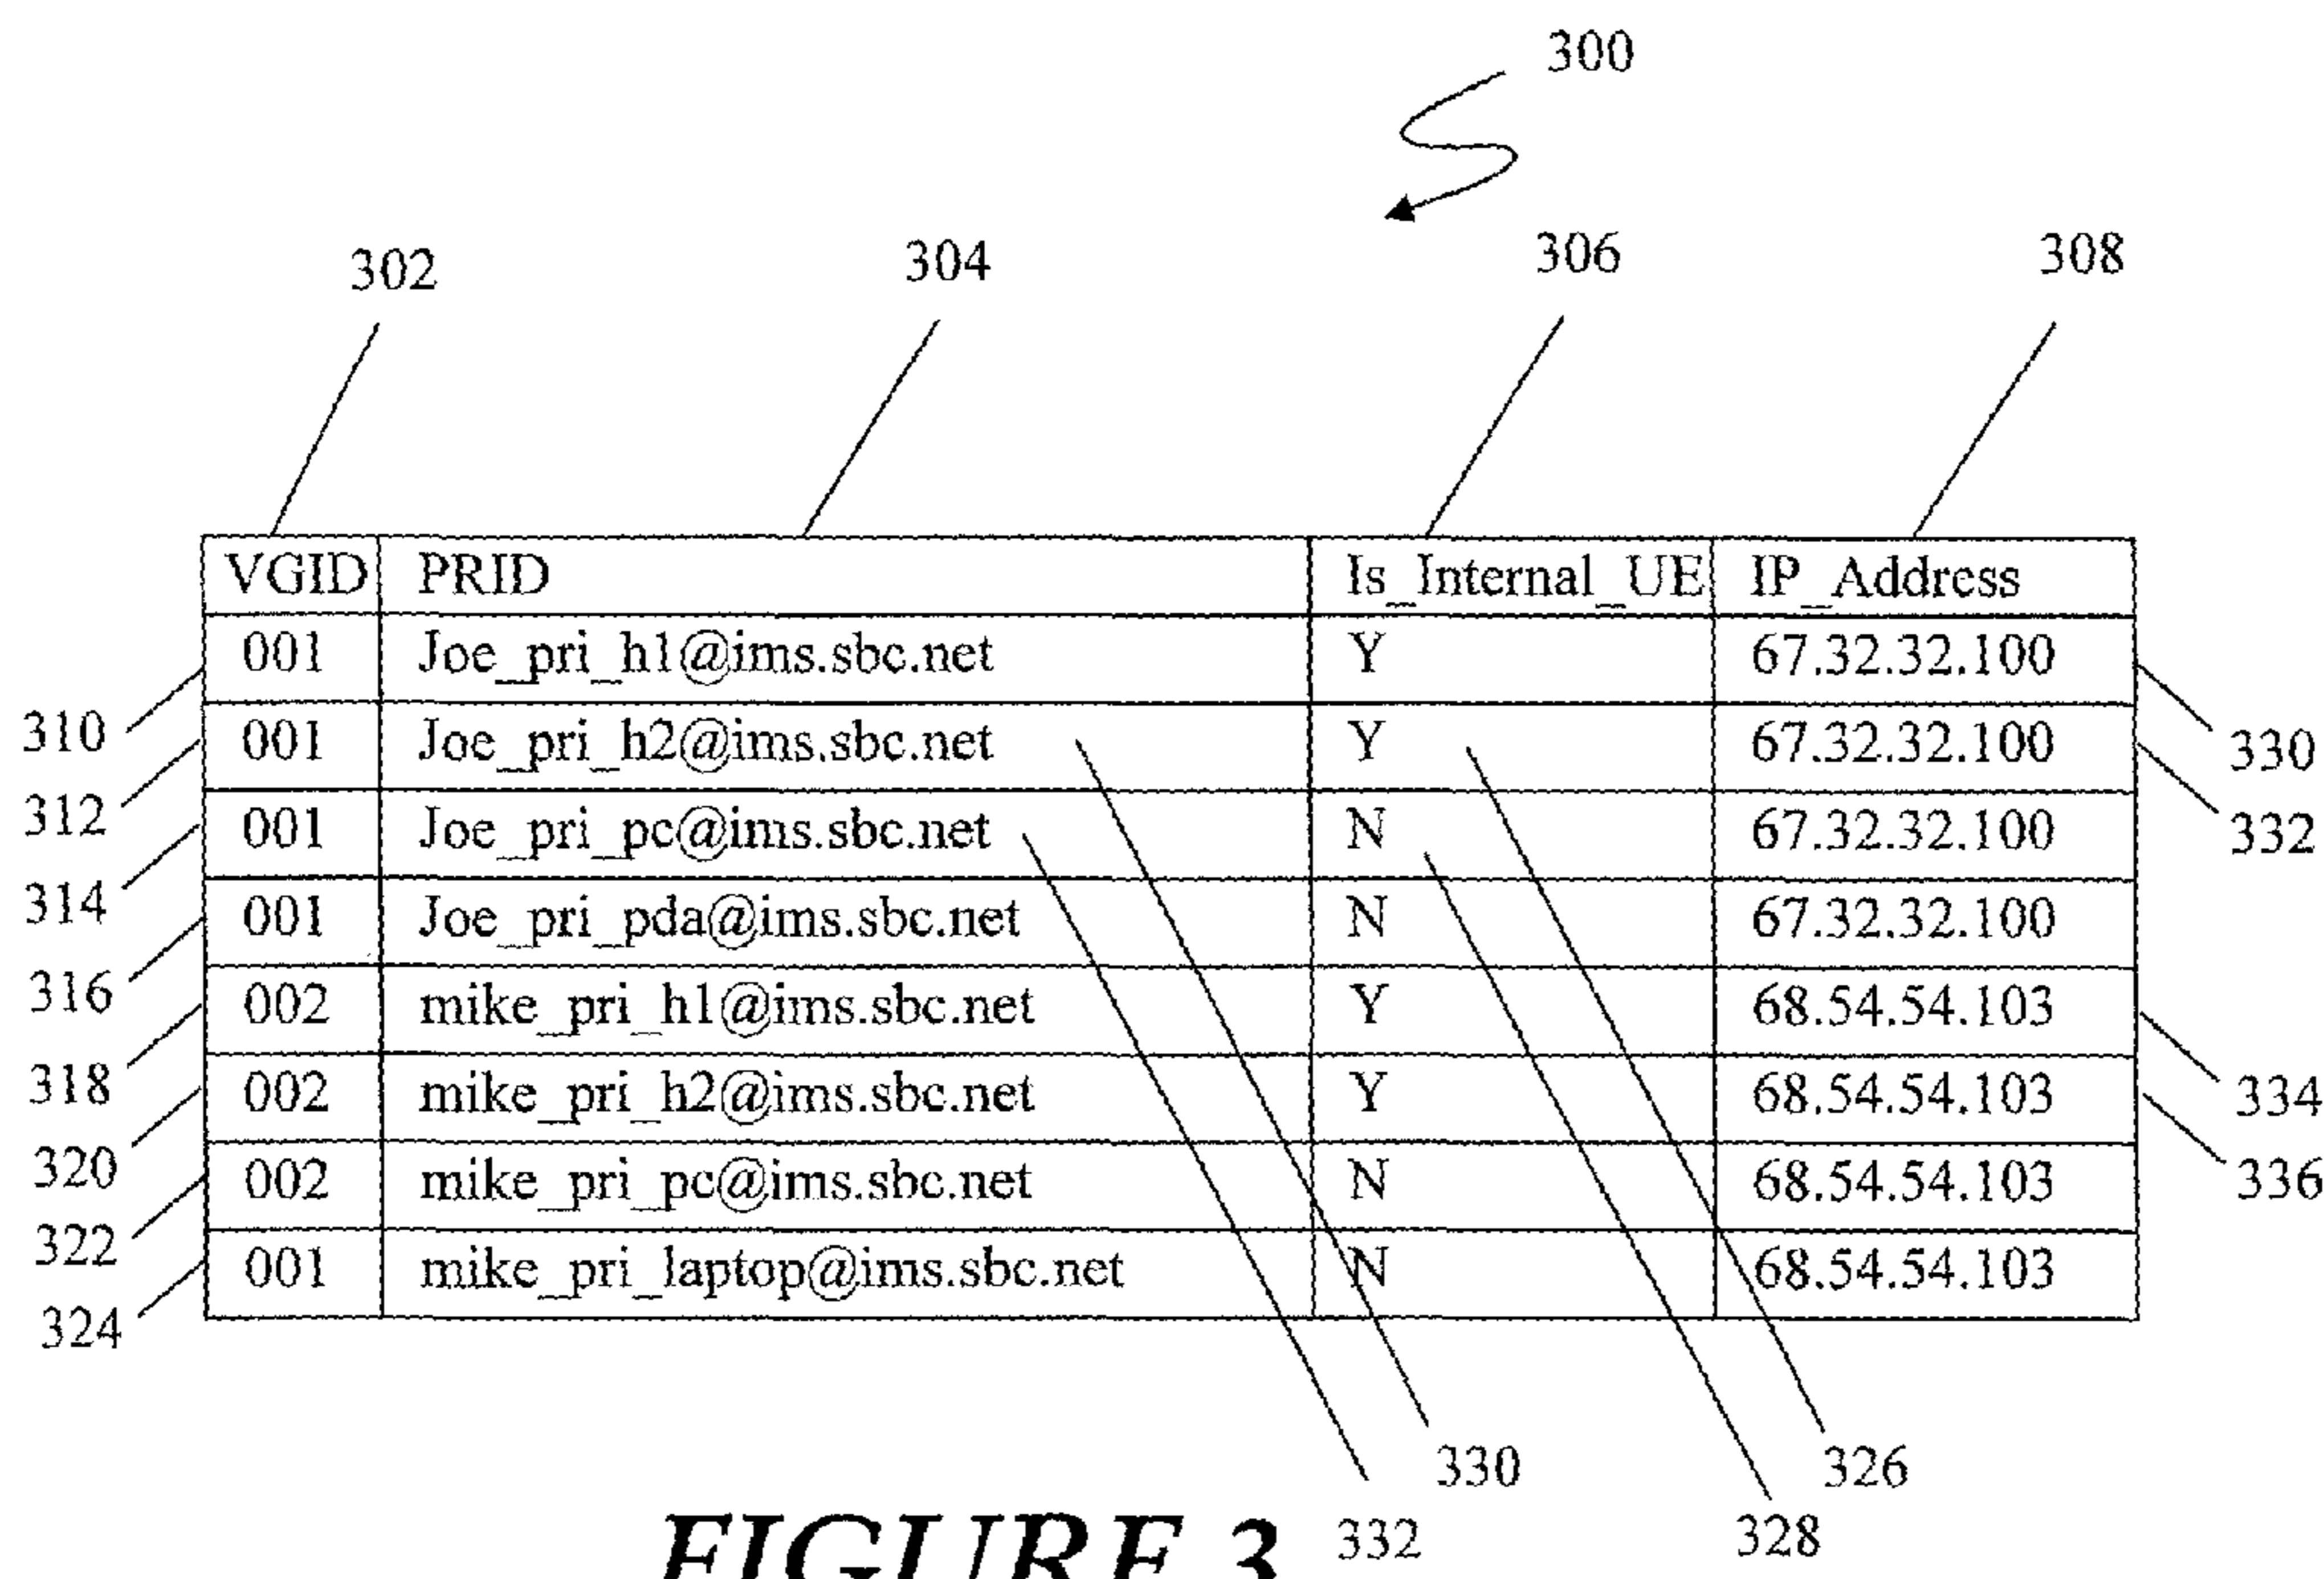 300
302 304 306 308
VGID PRID Is_Internal_UE IP_Address
001 Joe_pri_h1@ims.sbc.net Y 67.32.32.100
310 001 Joe_pri_h2@ims.sbc.net Y 67.32.32.100 330
312 001 Joe_pri_pc@ims.sbc.net N 67.32.32.100 332
314 001 Joe_pri_pda@ims.sbc.net N 67.32.32.100
316 002 mike_pri_h1@ims.sbc.net Y 68.54.54.103
318 002 mike_pri_h2@ims.sbc.net Y 68.54.54.103 334
320 002 mike_pri_pc@ims.sbc.net N 68.54.54.103 336
322 001 mike_pri_laptop@ims.sbc.net N 68.54.54.103
324
330 326
332 328
FIGURE 3